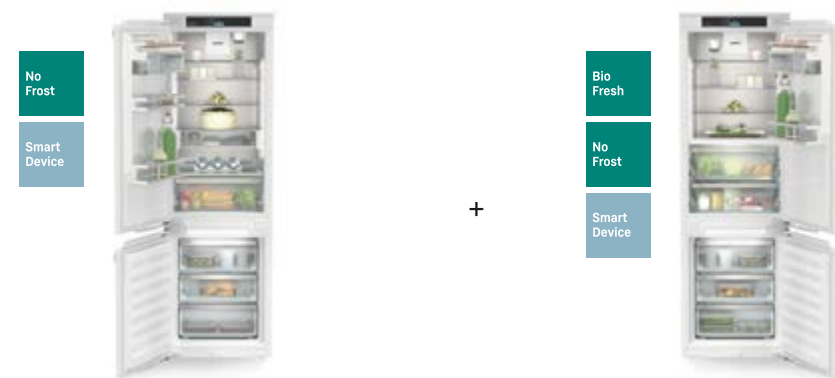 No
Frost
Smart
Device
+
Bio
Fresh
No
Frost
Smart
Device